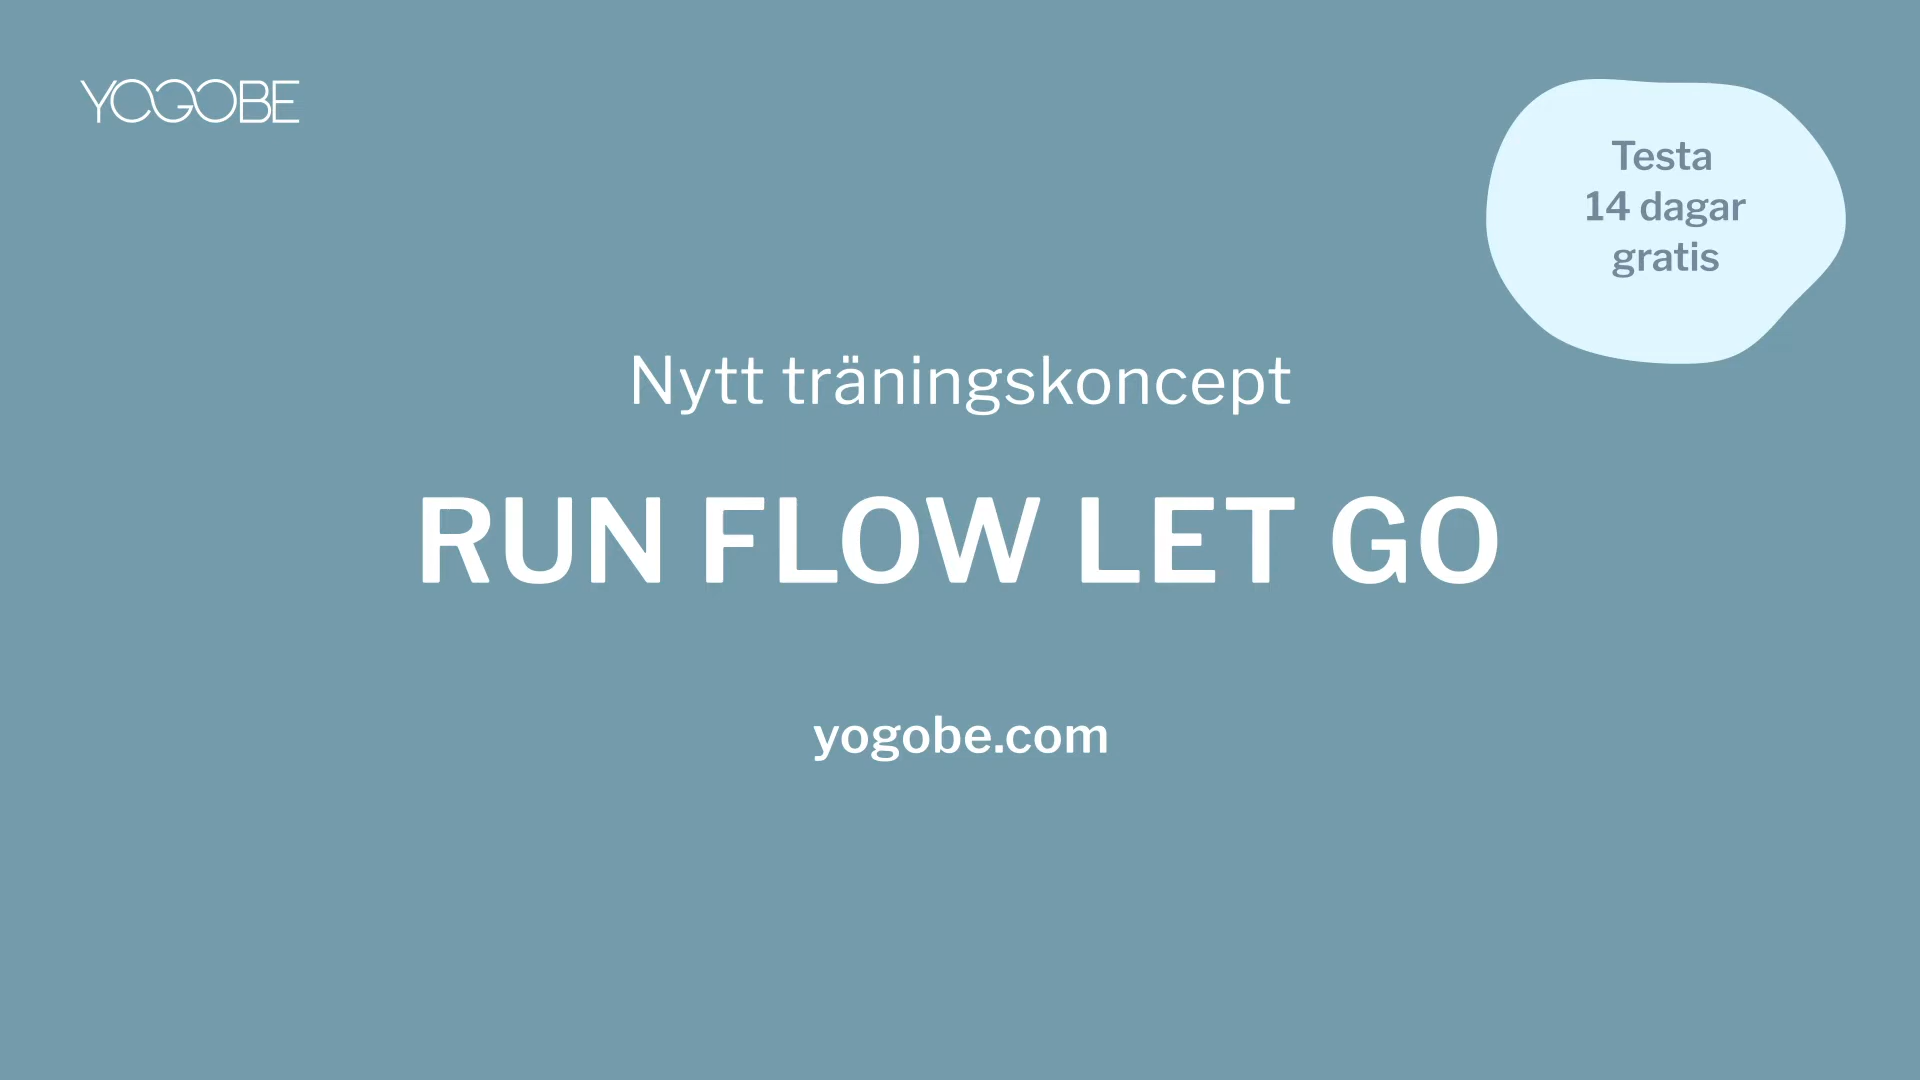 YOGOBE
Testa
14 dagar
gratis
Nytt träningskoncept
RUN FLOW LET GO
yogobe.com